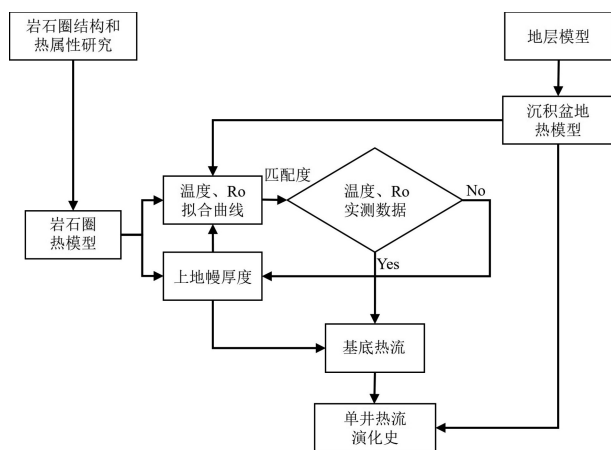 岩石圈结构和
热属性研究
地层模型
沉积盆地
热模型
匹配度
温度、Ro
拟合曲线
温度、Ro
实测数据
No
岩石圈
热模型
上地幔厚度
Yes
基底热流
单井热流
演化史